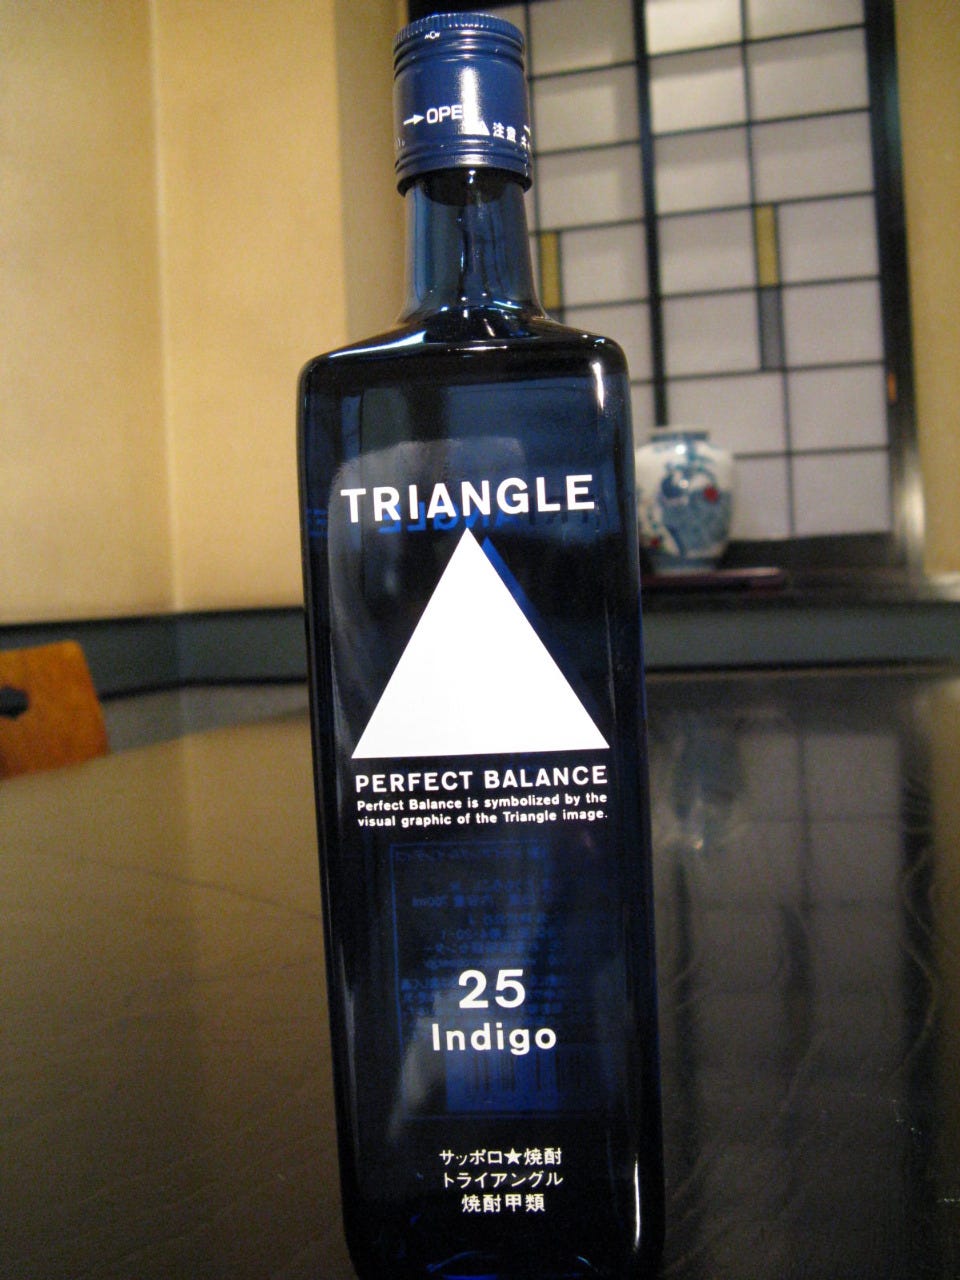 →OPE
注意
TRIANGLE
PERFECT BALANCE
Perfect Balance is symbolized by the
visual graphic of the Triangle image.
25
Indigo
サッポロ★焼酎
トライアングル
焼酎甲類